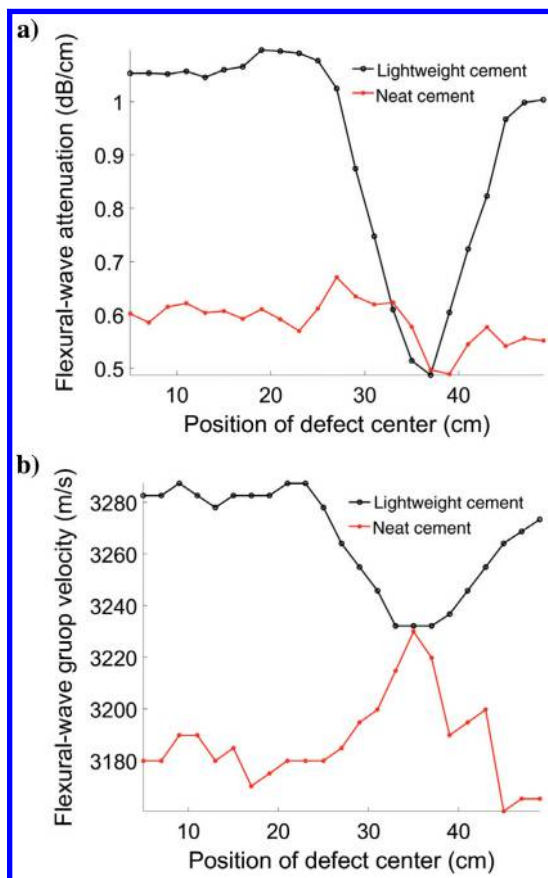 a)
Flexural-wave attenuation (dB/cm)
1
0.9
0.8
0.7
0.6
0.5
Lightweight cement
Neat cement
10 20 30 40
Position of defect center (cm)
b)
Flexural-wave gruop velocity (m/s)
3280
3260
3240
3220
3200
3180
Lightweight cement
Neat cement
10 20 30 40
Position of defect center (cm)